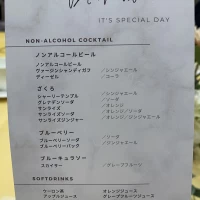 IT'S SPECIAL DAY
NON-ALCOHOL COCKTAIL
ノンアルコールビール
ノンアルコールビール
ヴァージンシャンディガフ /ジンジャエール
ディーゼル /コーラ
ざくろ
シャーリーテンプル /ジンジャエール
グレナデンソーダ /ソーダ
サンライズ /オレンジ
サンライズソーダ /オレンジ/ソーダ
サンライズジンジャー /オレンジ/ジンジャエール
ブルーベリー
ブルーベリーソーダ /ソーダ
ブルーベリーバック /ジンジャエール
ブルーキュラソー
スカイラー /グレープフルーツ
SOFTDRINKS
ウーロン茶 オレンジジュース
アップルジュース グレープフルーツジュース